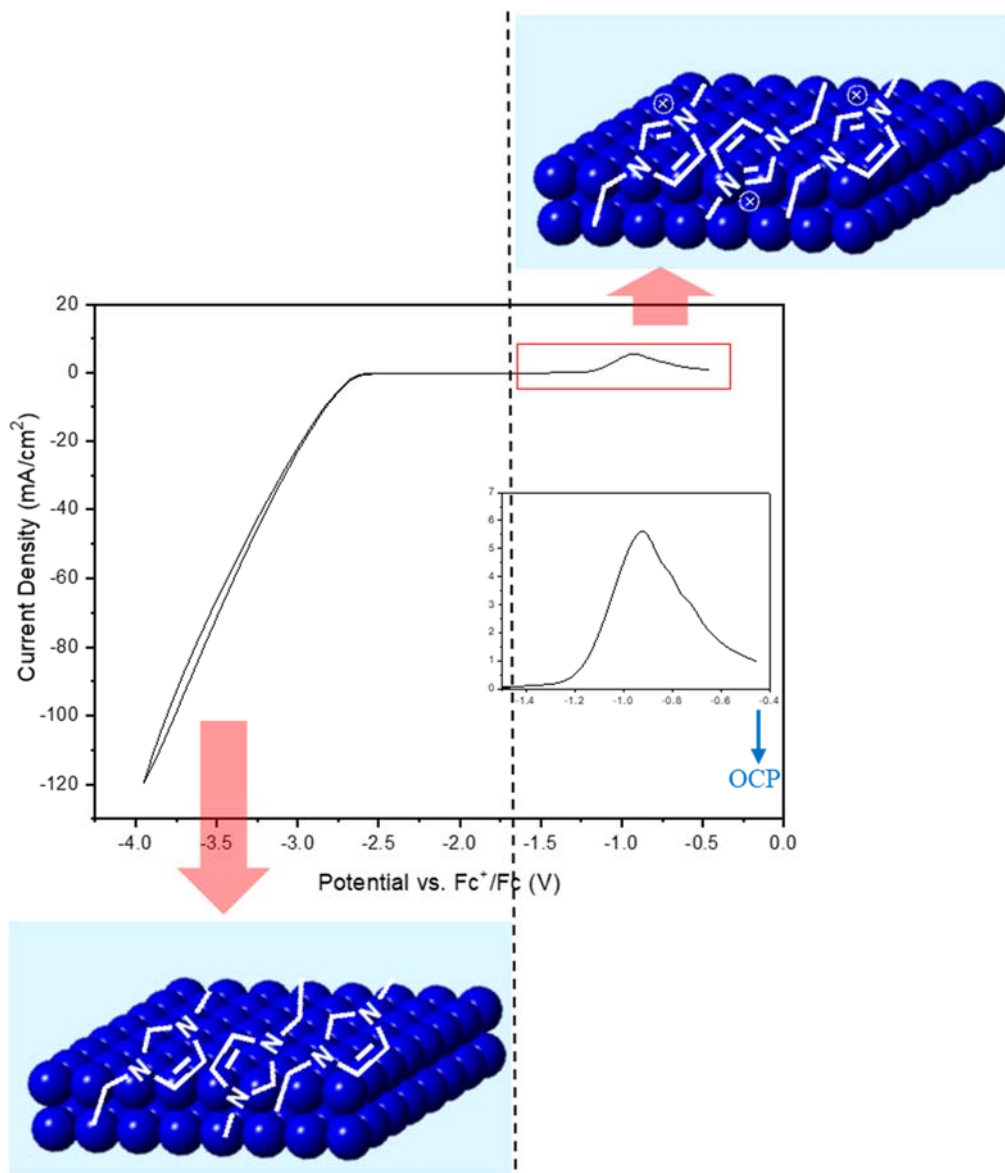 N
N
N
N
N
N
20
0
-20
-40
-60
-80
-100
-120
Current Density (mA/cm²)
7
6
5
4
3
2
1
0
-1.4
-1.2
-1.0
-0.8
-0.6
-0.4
OCP
-4.0
-3.5
-3.0
-2.5
-2.0
-1.5
-1.0
-0.5
0.0
Potential vs. Fc⁺/Fc (V)
N
N
N
N
N
N